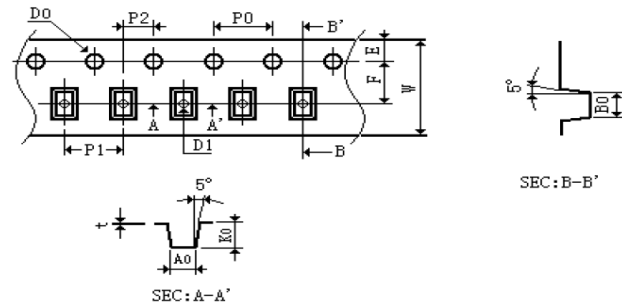 D0 P2 P0 B'
E
F
W
A A'
D1
P1 B
5°
B0
SEC:B-B'
5°
t
K0
A0
SEC:A-A'